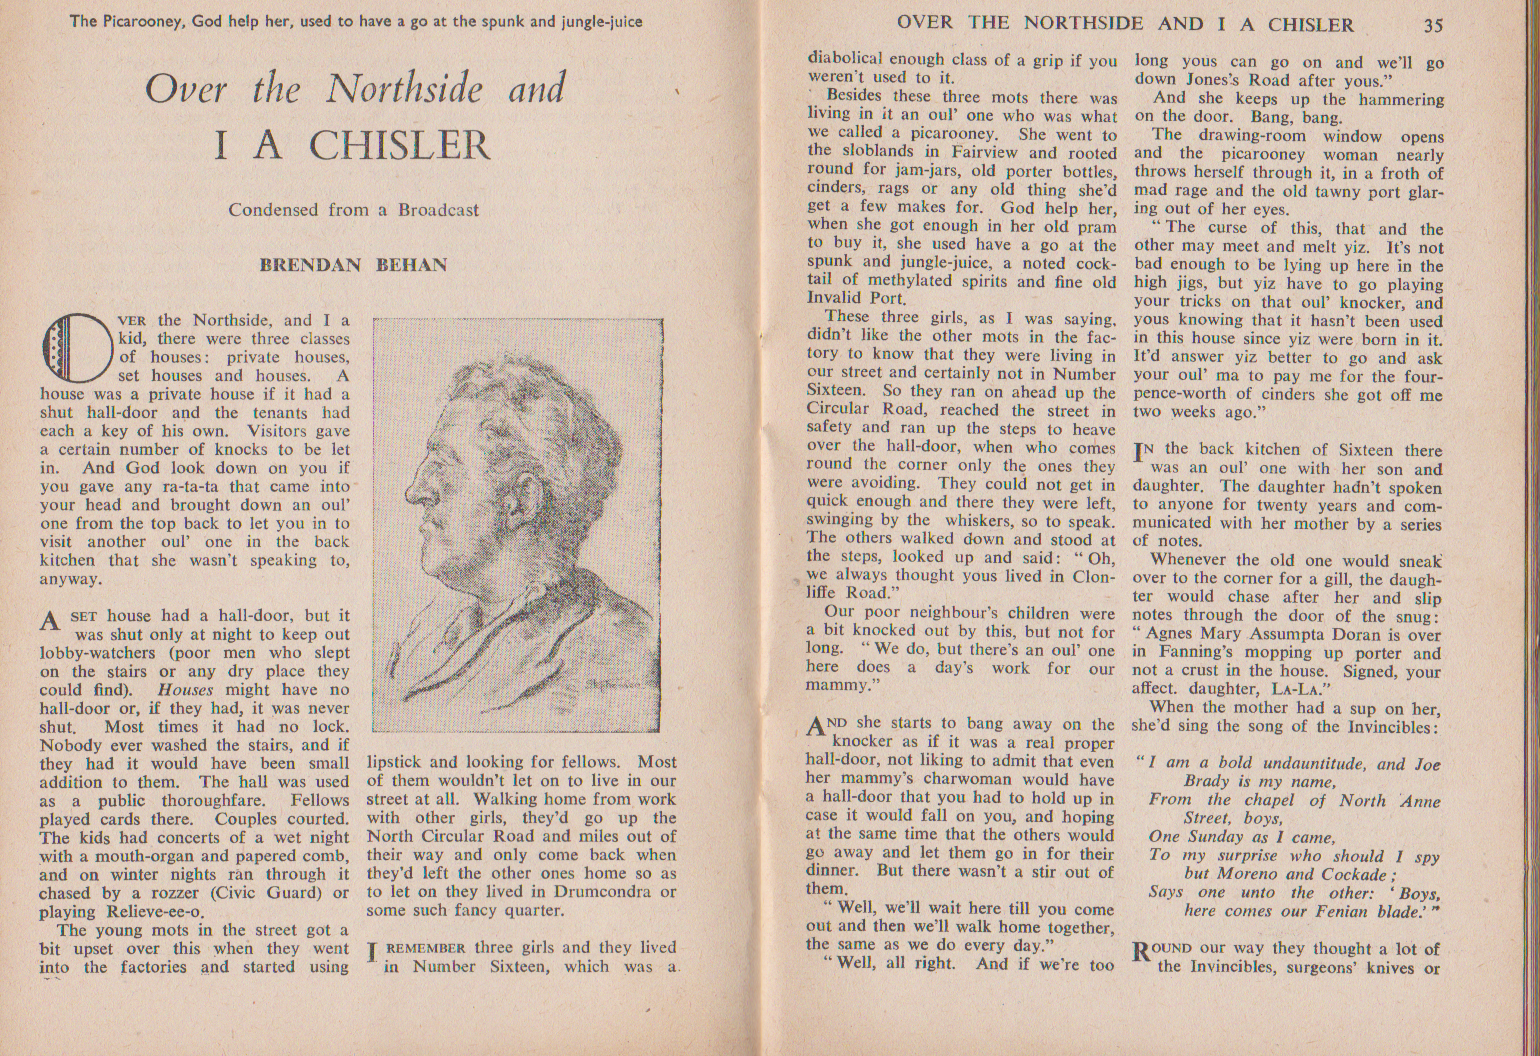 The Picarooney, God help her, used to have a go at the spunk and jungle-juice
Over the Northside and
I A CHISLER
Condensed from a Broadcast
BRENDAN BEHAN
OVER the Northside, and I a
kid, there were three classes
of houses: private houses,
set houses and houses. A
house was a private house if it had a
shut hall-door and the tenants had
each a key of his own. Visitors gave
a certain number of knocks to be let
in. And God look down on you if
you gave any ra-ta-ta that came into
your head and brought down an oul’
one from the top back to let you in to
visit another oul’ one in the back
kitchen that she wasn’t speaking to,
anyway.
A SET house had a hall-door, but it
was shut only at night to keep out
lobby-watchers (poor men who slept
on the stairs or any dry place they
could find). Houses might have no
hall-door or, if they had, it was never
shut. Most times it had no lock.
Nobody ever washed the stairs, and if
they had it would have been small
addition to them. The hall was used
as a public thoroughfare. Fellows
played cards there. Couples courted.
The kids had concerts of a wet night
with a mouth-organ and papered comb,
and on winter nights ran through it
chased by a rozzer (Civic Guard) or
playing Relieve-ee-o.
The young mots in the street got a
bit upset over this when they went
into the factories and started using
lipstick and looking for fellows. Most
of them wouldn’t let on to live in our
street at all. Walking home from work
with other girls, they’d go up the
North Circular Road and miles out of
their way and only come back when
they’d left the other ones home so as
to let on they lived in Drumcondra or
some such fancy quarter.
I REMEMBER three girls and they lived
in Number Sixteen, which was a
OVER THE NORTHSIDE AND I A CHISLER 35
diabolical enough class of a grip if you
weren’t used to it.
Besides these three mots there was
living in it an oul’ one who was what
we called a picarooney. She went to
the sloblands in Fairview and rooted
round for jam-jars, old porter bottles,
cinders, rags or any old thing she’d
get a few makes for. God help her,
when she got enough in her old pram
to buy it, she used have a go at the
spunk and jungle-juice, a noted cock-
tail of methylated spirits and fine old
Invalid Port.
These three girls, as I was saying,
didn’t like the other mots in the fac-
tory to know that they were living in
our street and certainly not in Number
Sixteen. So they ran on ahead up the
Circular Road, reached the street in
safety and ran up the steps to heave
over the hall-door, when who comes
round the corner only the ones they
were avoiding. They could not get in
quick enough and there they were left,
swinging by the whiskers, so to speak.
The others walked down and stood at
the steps, looked up and said: “Oh,
we always thought yous lived in Clon-
liffe Road.”
Our poor neighbour’s children were
a bit knocked out by this, but not for
long. “We do, but there’s an oul’ one
here does a day’s work for our
mammy.”
AND she starts to bang away on the
knocker as if it was a real proper
hall-door, not liking to admit that even
her mammy’s charwoman would have
a hall-door that you had to hold up in
case it would fall on you, and hoping
at the same time that the others would
go away and let them go in for their
dinner. But there wasn’t a stir out of
them.
“Well, we’ll wait here till you come
out and then we’ll walk home together,
the same as we do every day.”
“Well, all right. And if we’re too
long yous can go on and we’ll go
down Jones’s Road after yous.”
And she keeps up the hammering
on the door. Bang, bang.
The drawing-room window opens
and the picarooney woman nearly
throws herself through it, in a froth of
mad rage and the old tawny port glar-
ing out of her eyes.
“The curse of this, that and the
other may meet and melt yiz. It’s not
bad enough to be lying up here in the
high jigs, but yiz have to go playing
your tricks on that oul’ knocker, and
yous knowing that it hasn’t been used
in this house since yiz were born in it.
It’d answer yiz better to go and ask
your oul’ ma to pay me for the four-
pence-worth of cinders she got off me
two weeks ago.”
IN the back kitchen of Sixteen there
was an oul’ one with her son and
daughter. The daughter hadn’t spoken
to anyone for twenty years and com-
municated with her mother by a series
of notes.
Whenever the old one would sneak
over to the corner for a gill, the daugh-
ter would chase after her and slip
notes through the door of the snug:
“Agnes Mary Assumpta Doran is over
in Fanning’s mopping up porter and
not a crust in the house. Signed, your
affect. daughter, LA-LA.”
When the mother had a sup on her,
she’d sing the song of the Invincibles:
“I am a bold undauntitude, and Joe
Brady is my name,
From the chapel of North Anne
Street, boys,
One Sunday as I came,
To my surprise who should I spy
but Moreno and Cockade;
Says one unto the other: ‘Boys,
here comes our Fenian blade.’”
ROUND our way they thought a lot of
the Invincibles, surgeons’ knives or